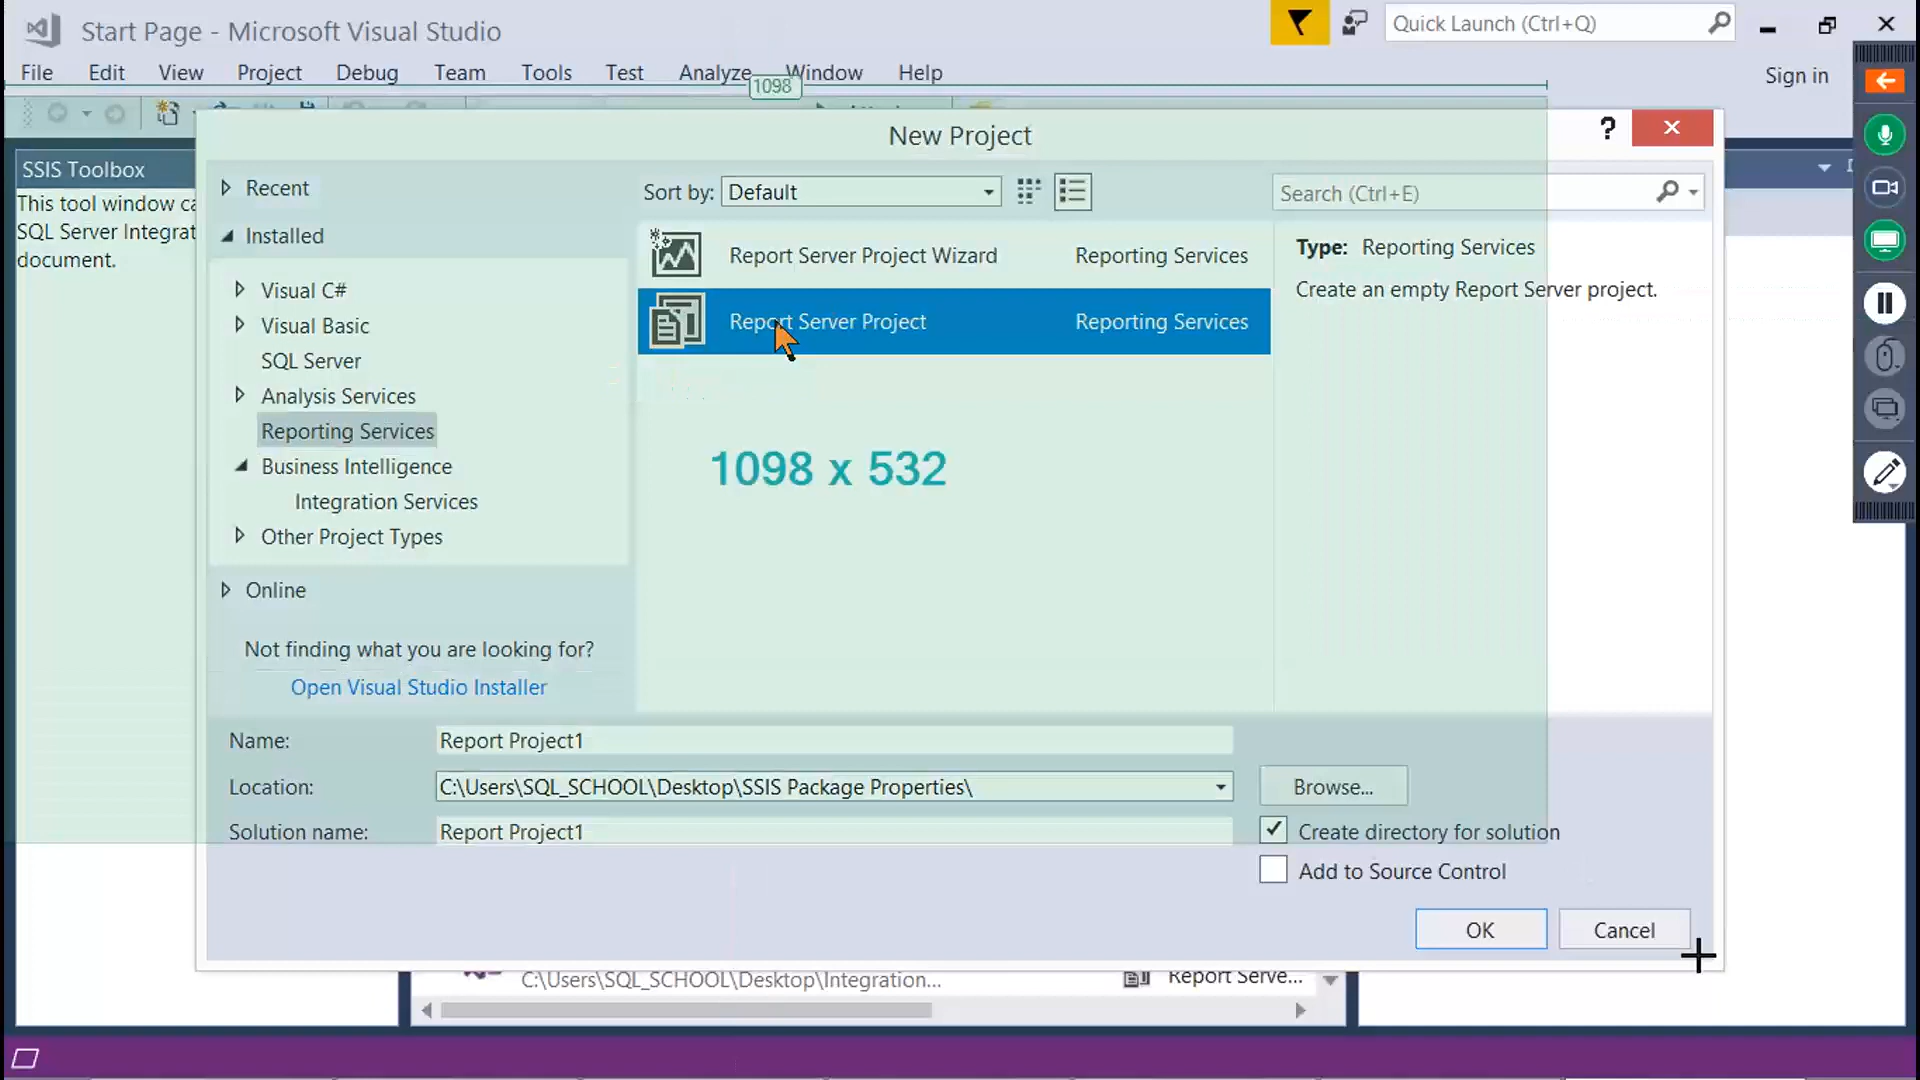 Start Page - Microsoft Visual Studio
Quick Launch (Ctrl+Q)
File Edit View Project Debug Team Tools Test Analyze Window Help
Sign in
1098
New Project
?
SSIS Toolbox
This tool window ca
SQL Server Integrat
document.
Recent
Installed
Visual C#
Visual Basic
SQL Server
Analysis Services
Reporting Services
Business Intelligence
Integration Services
Other Project Types
Online
Not finding what you are looking for?
Open Visual Studio Installer
Sort by: Default
Search (Ctrl+E)
Report Server Project Wizard Reporting Services
Report Server Project Reporting Services
Type: Reporting Services
Create an empty Report Server project.
1098 x 532
Name: Report Project1
Location: C:\Users\SQL_SCHOOL\Desktop\SSIS Package Properties\ Browse...
Solution name: Report Project1
Create directory for solution
Add to Source Control
OK Cancel
C:\Users\SQL_SCHOOL\Desktop\Integration... Report Serve...